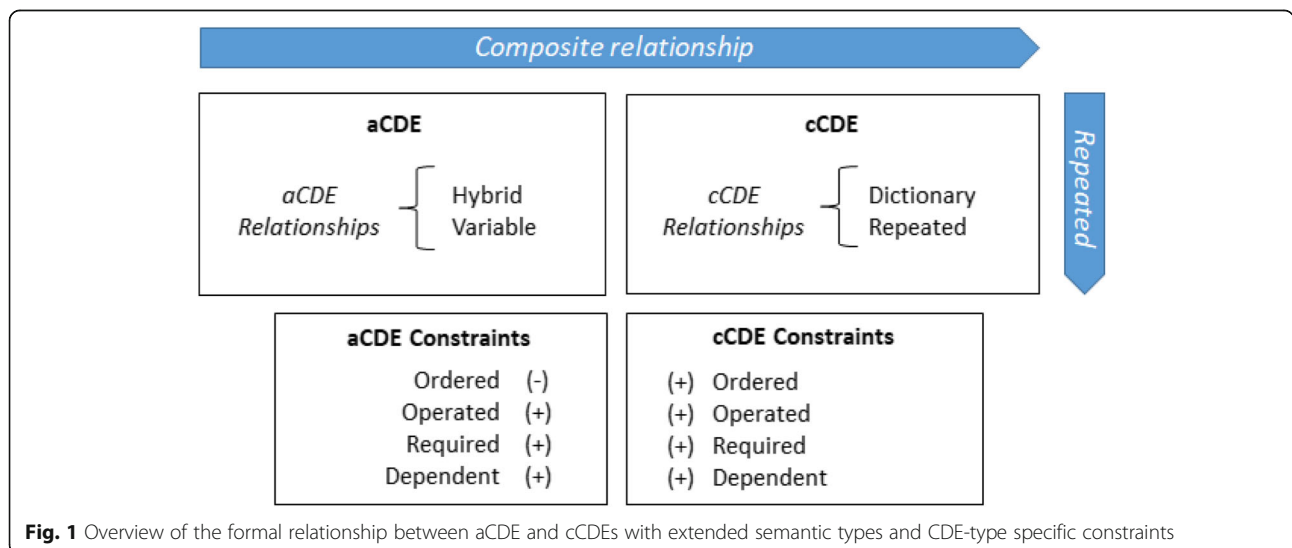 Composite relationship
aCDE
aCDE
Relationships
Hybrid
Variable
cCDE
cCDE
Relationships
Dictionary
Repeated
Repeated
aCDE Constraints
Ordered (-)
Operated (+)
Required (+)
Dependent (+)
cCDE Constraints
(+) Ordered
(+) Operated
(+) Required
(+) Dependent
Fig. 1 Overview of the formal relationship between aCDE and cCDEs with extended semantic types and CDE-type specific constraints